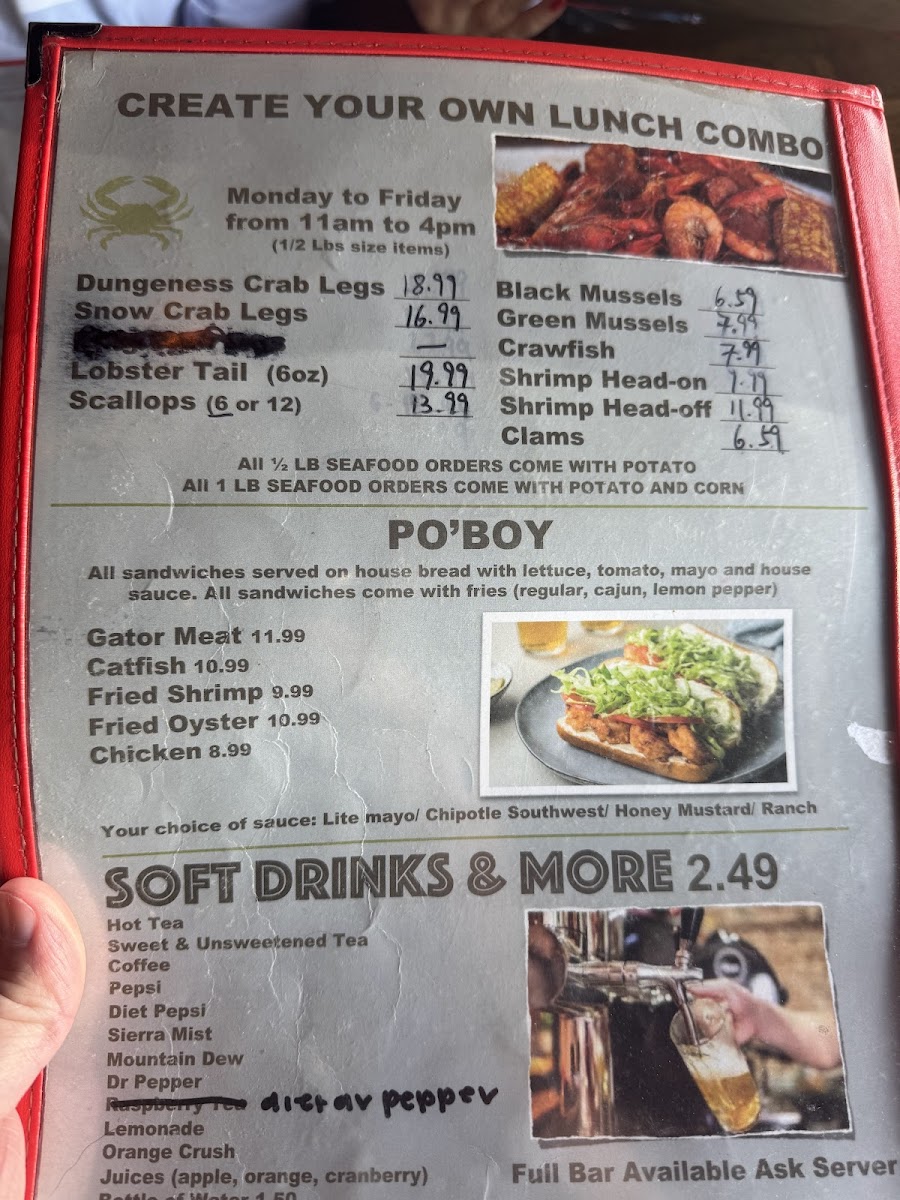 CREATE YOUR OWN LUNCH COMBO
Monday to Friday
from 11am to 4pm
(1/2 Lbs size items)
Dungeness Crab Legs 18.99
Snow Crab Legs 16.99
—
Lobster Tail (6oz) 19.99
Scallops (6 or 12) 13.99
Black Mussels 6.59
Green Mussels 7.99
Crawfish 7.99
Shrimp Head-on 9.99
Shrimp Head-off 11.99
Clams 6.59
All ½ LB SEAFOOD ORDERS COME WITH POTATO
All 1 LB SEAFOOD ORDERS COME WITH POTATO AND CORN
PO'BOY
All sandwiches served on house bread with lettuce, tomato, mayo and house
sauce. All sandwiches come with fries (regular, cajun, lemon pepper)
Gator Meat 11.99
Catfish 10.99
Fried Shrimp 9.99
Fried Oyster 10.99
Chicken 8.99
Your choice of sauce: Lite mayo/ Chipotle Southwest/ Honey Mustard/ Ranch
SOFT DRINKS & MORE 2.49
Hot Tea
Sweet & Unsweetened Tea
Coffee
Pepsi
Diet Pepsi
Sierra Mist
Mountain Dew
Dr Pepper
Raspberry Tea diet dr pepper
Lemonade
Orange Crush
Juices (apple, orange, cranberry)
Bottle of Water 1.50
Full Bar Available Ask Server